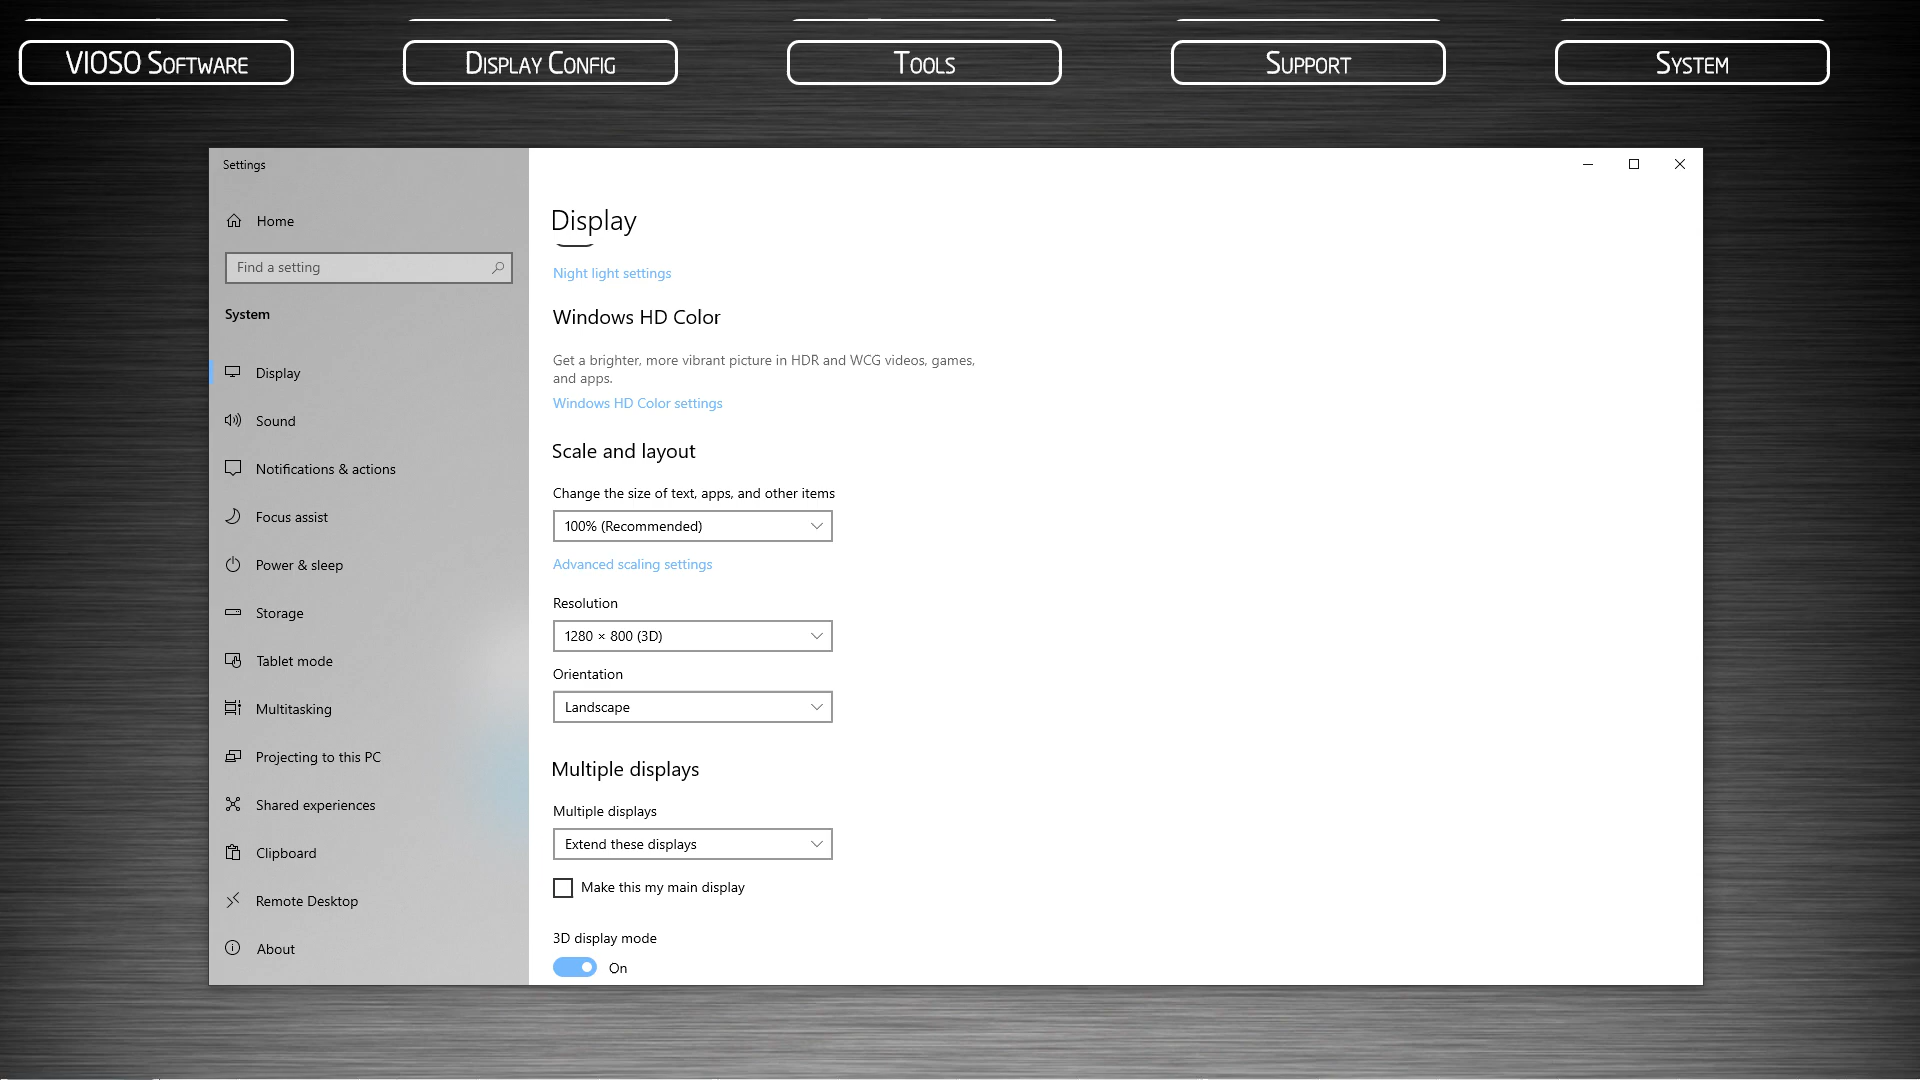 VIOSO Software
Display Config
Tools
Support
System
Settings
Home
Find a setting
System
Display
Sound
Notifications & actions
Focus assist
Power & sleep
Storage
Tablet mode
Multitasking
Projecting to this PC
Shared experiences
Clipboard
Remote Desktop
About
Display
Night light settings
Windows HD Color
Get a brighter, more vibrant picture in HDR and WCG videos, games,
and apps.
Windows HD Color settings
Scale and layout
Change the size of text, apps, and other items
100% (Recommended)
Advanced scaling settings
Resolution
1280 × 800 (3D)
Orientation
Landscape
Multiple displays
Multiple displays
Extend these displays
Make this my main display
3D display mode
On